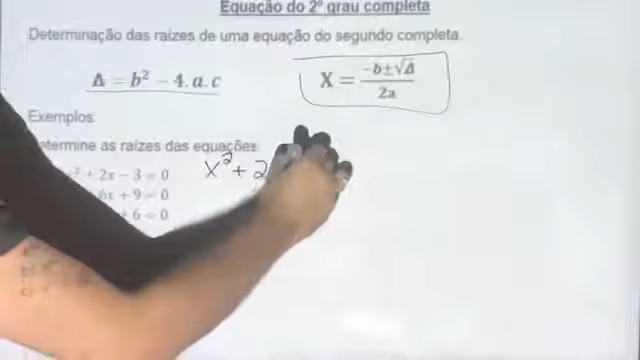 Equação do 2º grau completa
Determinação das raízes de uma equação do segundo completa.
Δ = b² − 4.a.c
X = −b±√Δ / 2a
Exemplos:
termine as raízes das equações
² + 2x − 3 = 0
x² + 2
6x + 9 = 0
+ 6 = 0